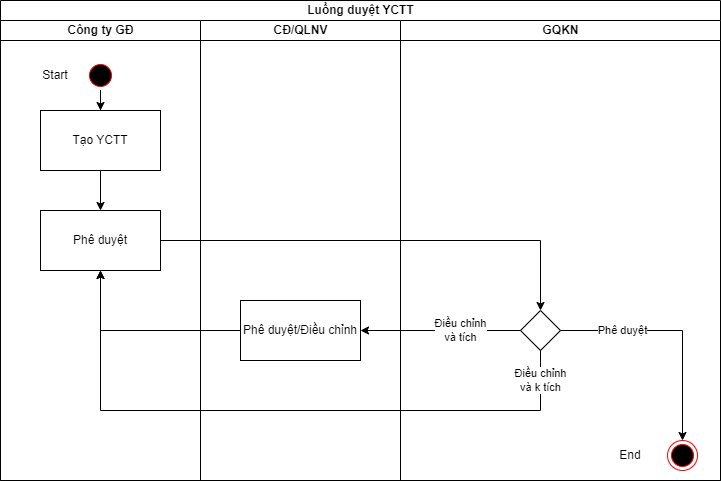 Luồng duyệt YCTT
Công ty GĐ
CĐ/QLNV
GQKN
Start
Tạo YCTT
Phê duyệt
Phê duyệt/Điều chỉnh
Điều chỉnh
và tích
Phê duyệt
Điều chỉnh
và k tích
End